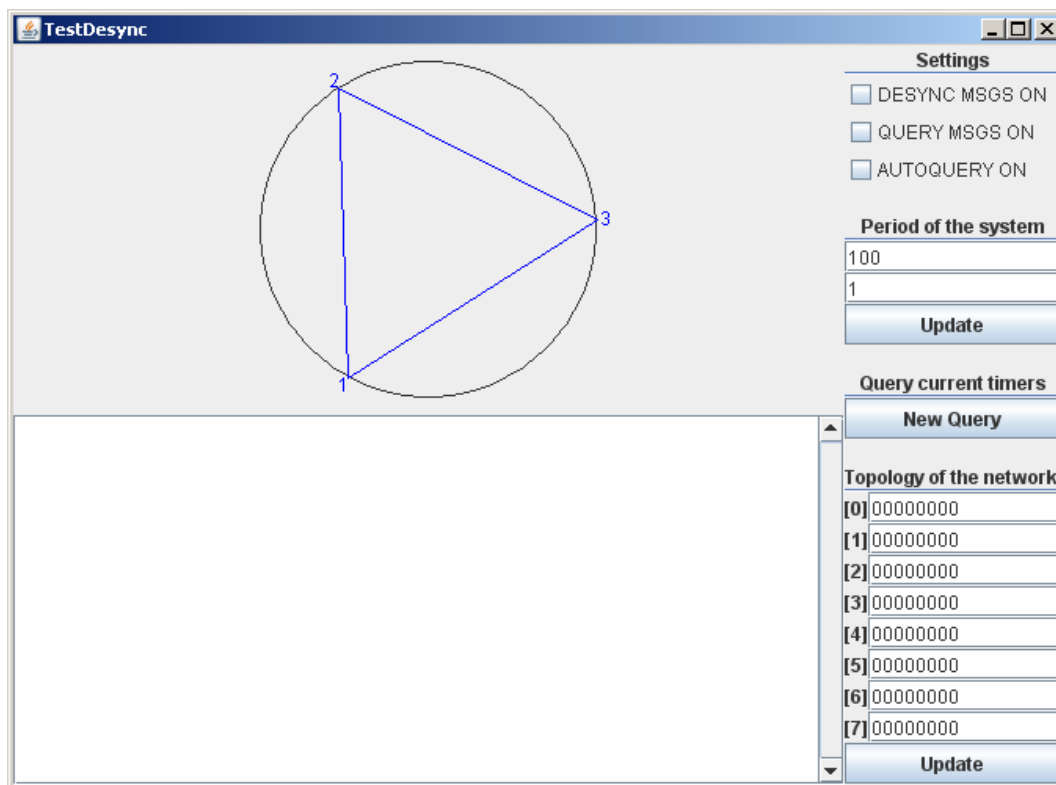 TestDesync
2
3
1
Settings
DESYNC MSGS ON
QUERY MSGS ON
AUTOQUERY ON
Period of the system
100
1
Update
Query current timers
New Query
Topology of the network
[0] 00000000
[1] 00000000
[2] 00000000
[3] 00000000
[4] 00000000
[5] 00000000
[6] 00000000
[7] 00000000
Update